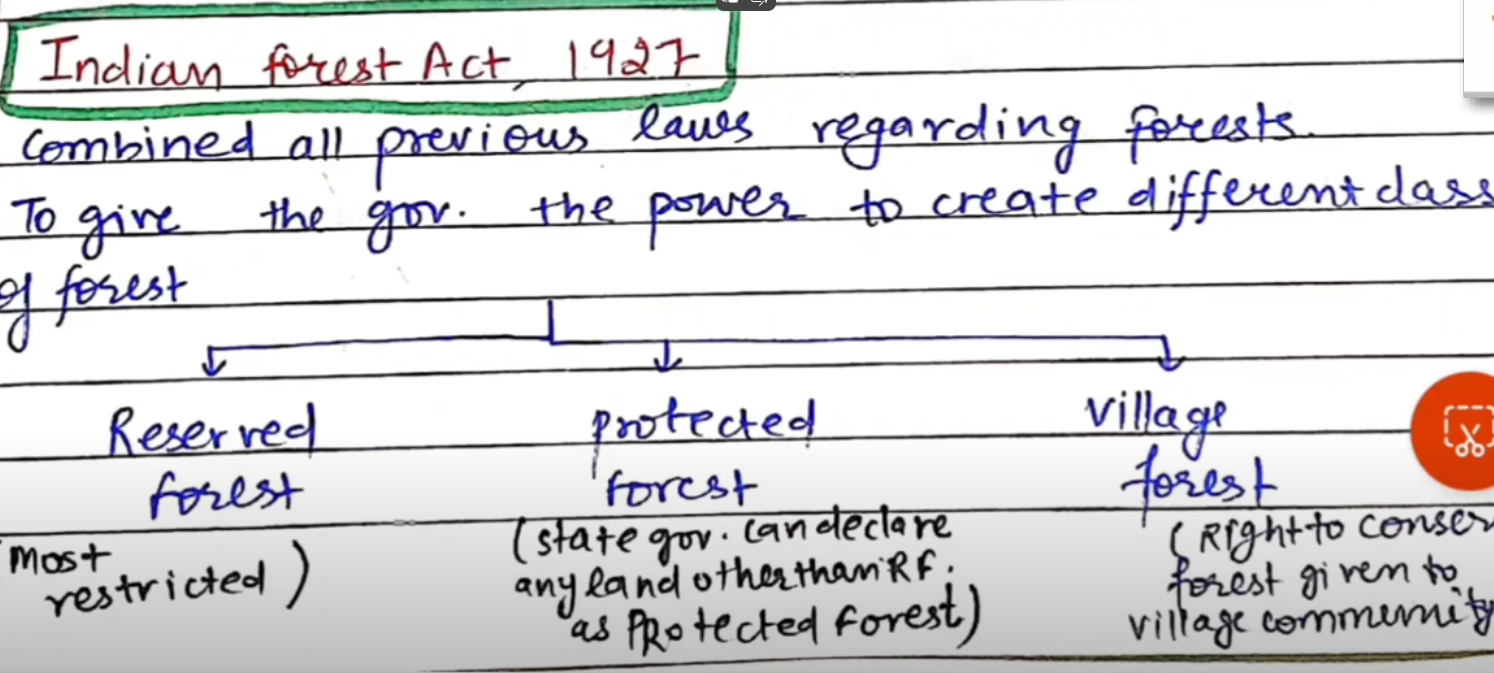 Indian forest Act, 1927
Combined all previous laws regarding forests.
To give the gov. the power to create different class
of forest
Reserved protected village
forest forest forest
most (state gov. can declare (Right to conser
restricted) any land other than RF. forest given to
as Protected Forest) village commemity